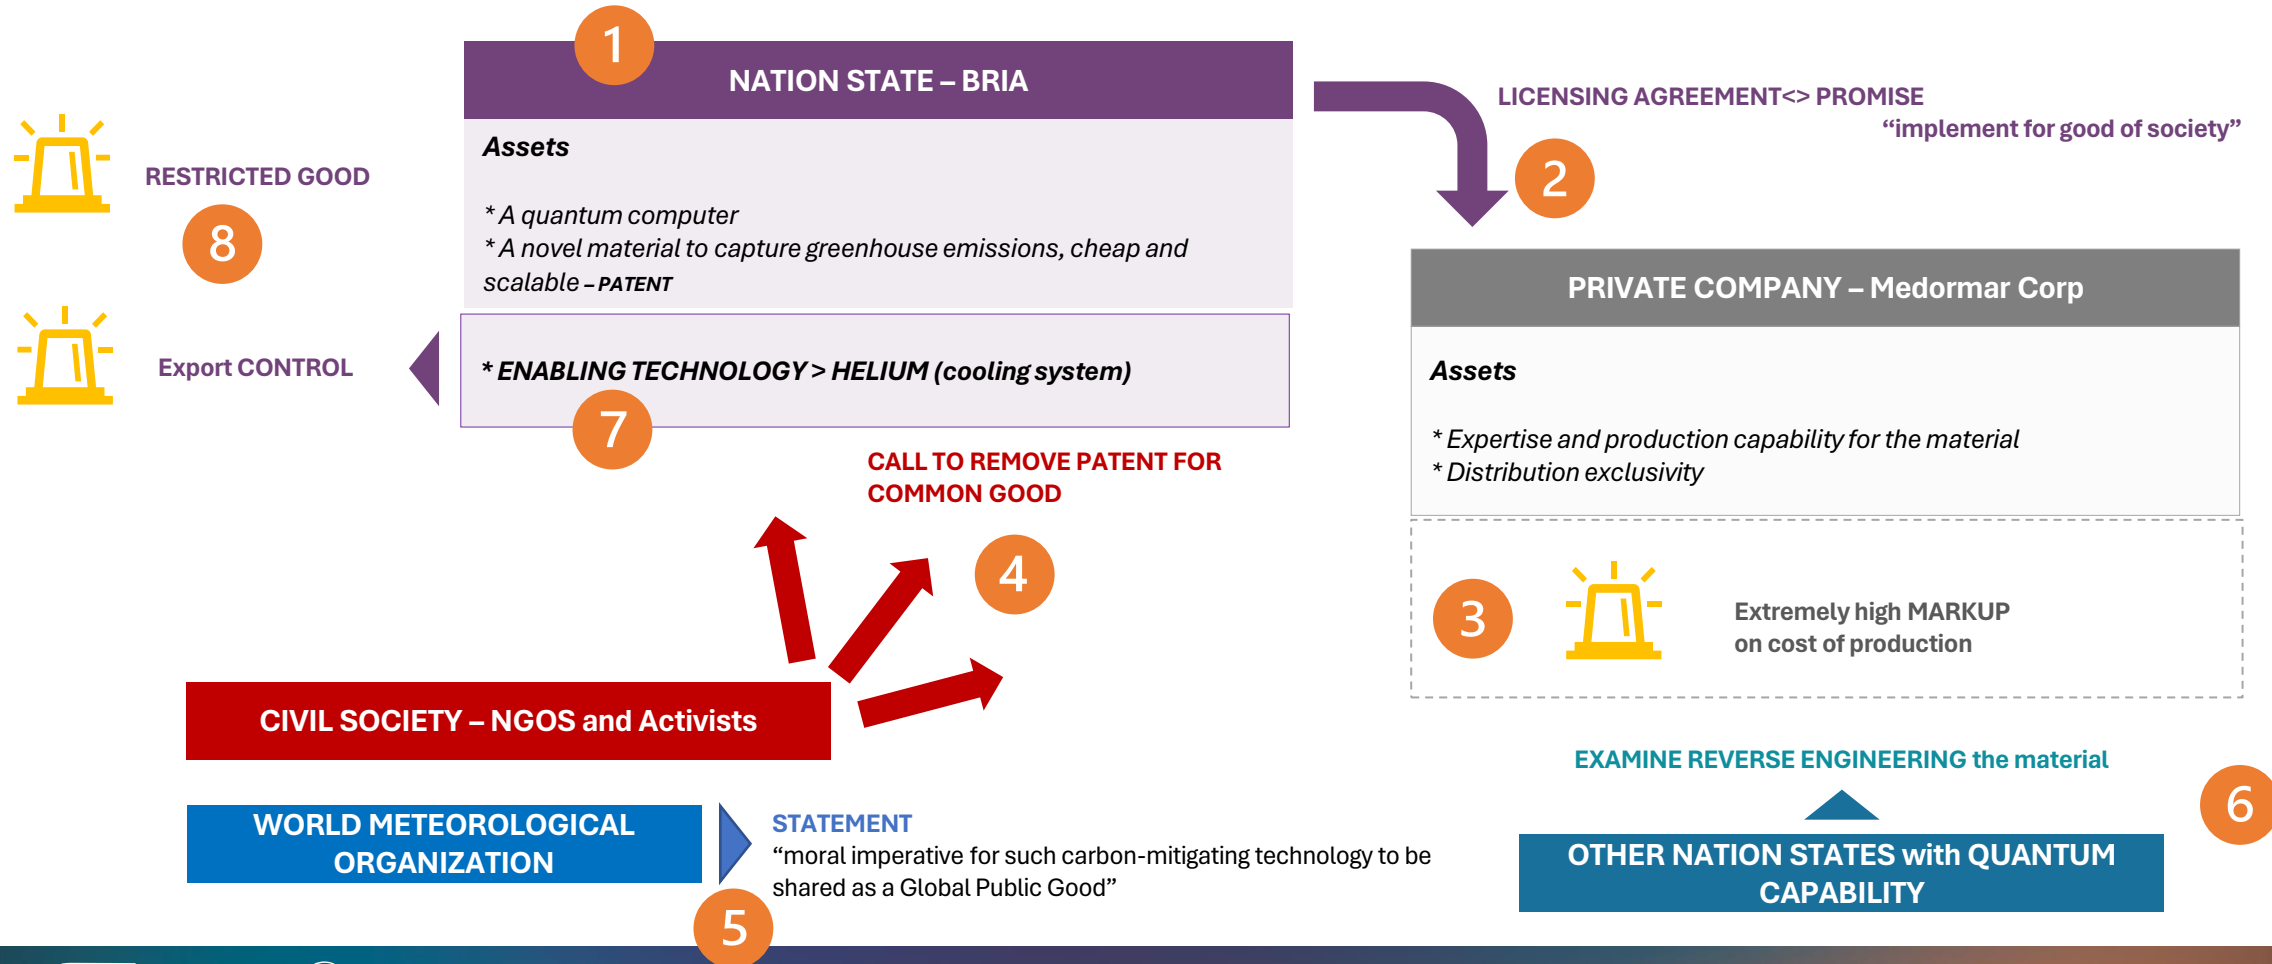 1
NATION STATE – BRIA
Assets
* A quantum computer
* A novel material to capture greenhouse emissions, cheap and
scalable – PATENT
* ENABLING TECHNOLOGY > HELIUM (cooling system)
7
RESTRICTED GOOD
8
Export CONTROL
LICENSING AGREEMENT<> PROMISE
“implement for good of society”
2
PRIVATE COMPANY – Medormar Corp
Assets
* Expertise and production capability for the material
* Distribution exclusivity
3
Extremely high MARKUP
on cost of production
CALL TO REMOVE PATENT FOR
COMMON GOOD
4
CIVIL SOCIETY – NGOS and Activists
WORLD METEOROLOGICAL
ORGANIZATION
STATEMENT
“moral imperative for such carbon-mitigating technology to be
shared as a Global Public Good”
5
EXAMINE REVERSE ENGINEERING the material
6
OTHER NATION STATES with QUANTUM
CAPABILITY